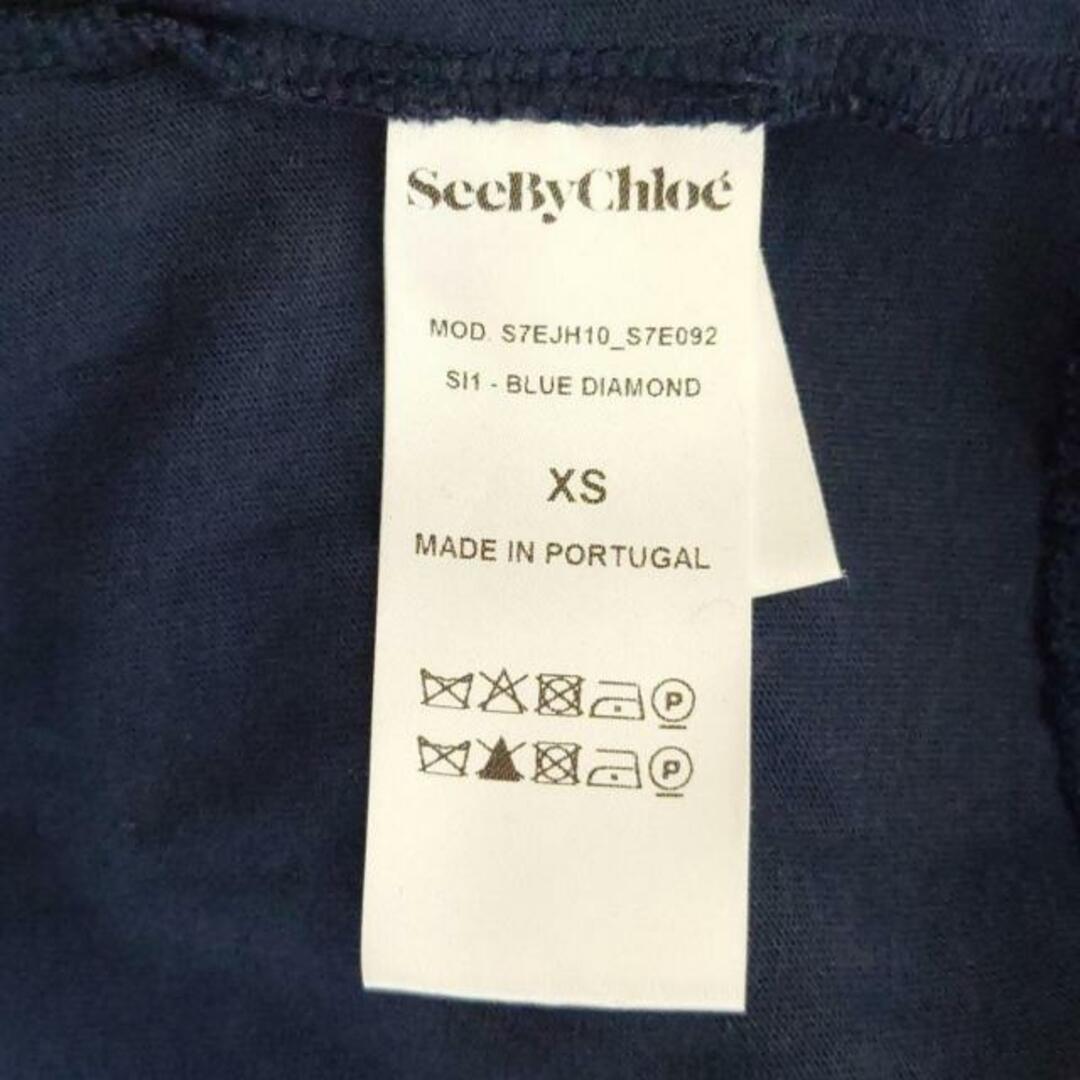 SeeByChloé
MOD. S7EJH10_S7E092
SI1 - BLUE DIAMOND
XS
MADE IN PORTUGAL
P
P